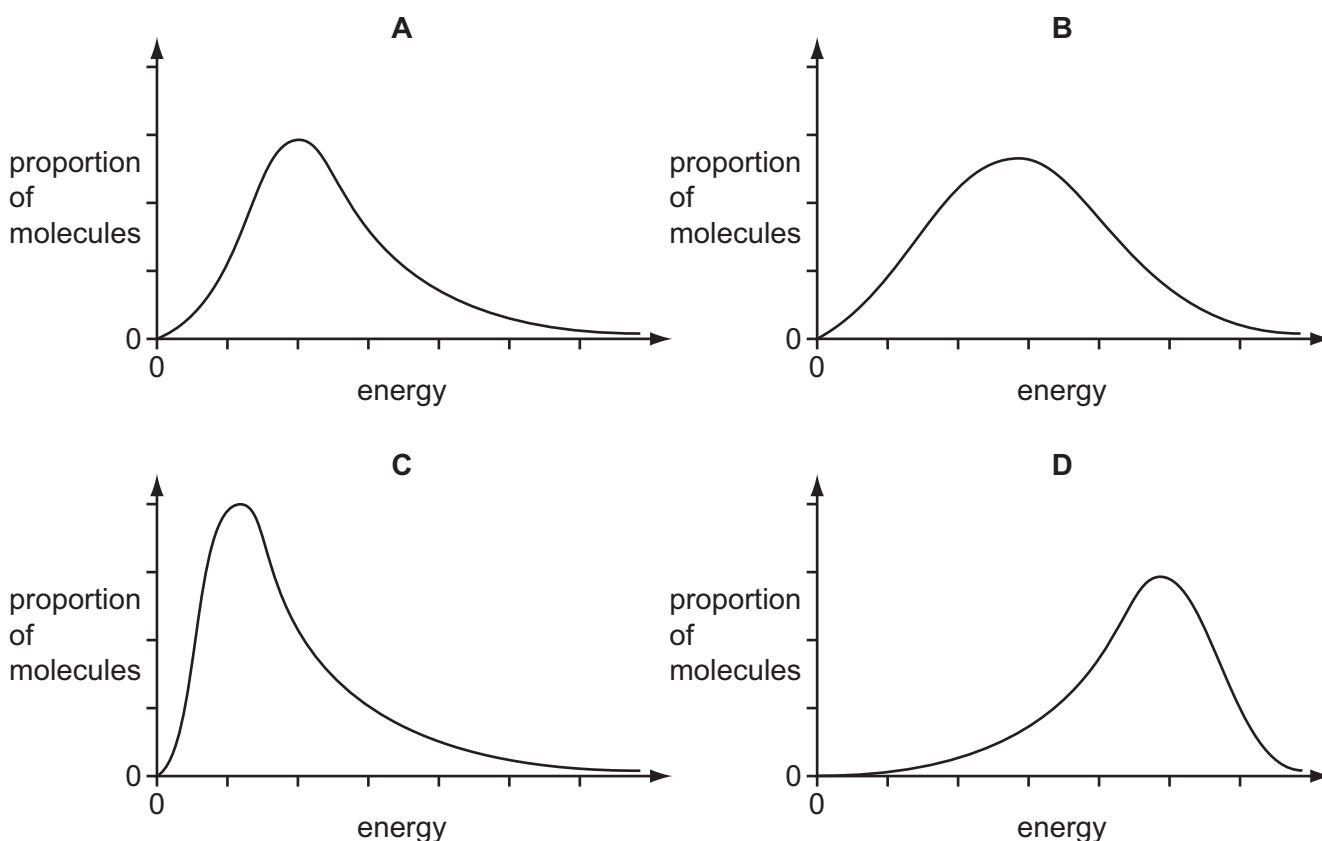 A
proportion
of
molecules
0
0
energy
B
proportion
of
molecules
0
0
energy
C
proportion
of
molecules
0
0
energy
D
proportion
of
molecules
0
0
energy